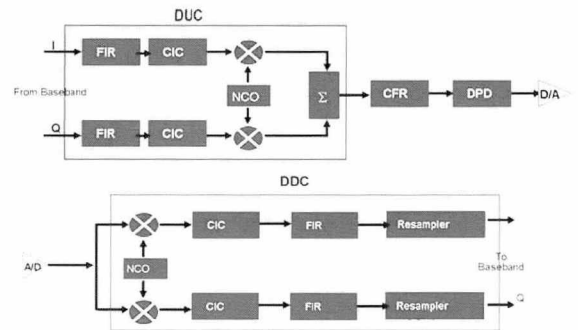 DUC
I
FIR
CIC
From Baseband
NCO
Σ
CFR
DPD
D/A
Q
FIR
CIC
DDC
CIC
FIR
Resampler
A/D
NCO
To
Baseband
CIC
FIR
Resampler
Q